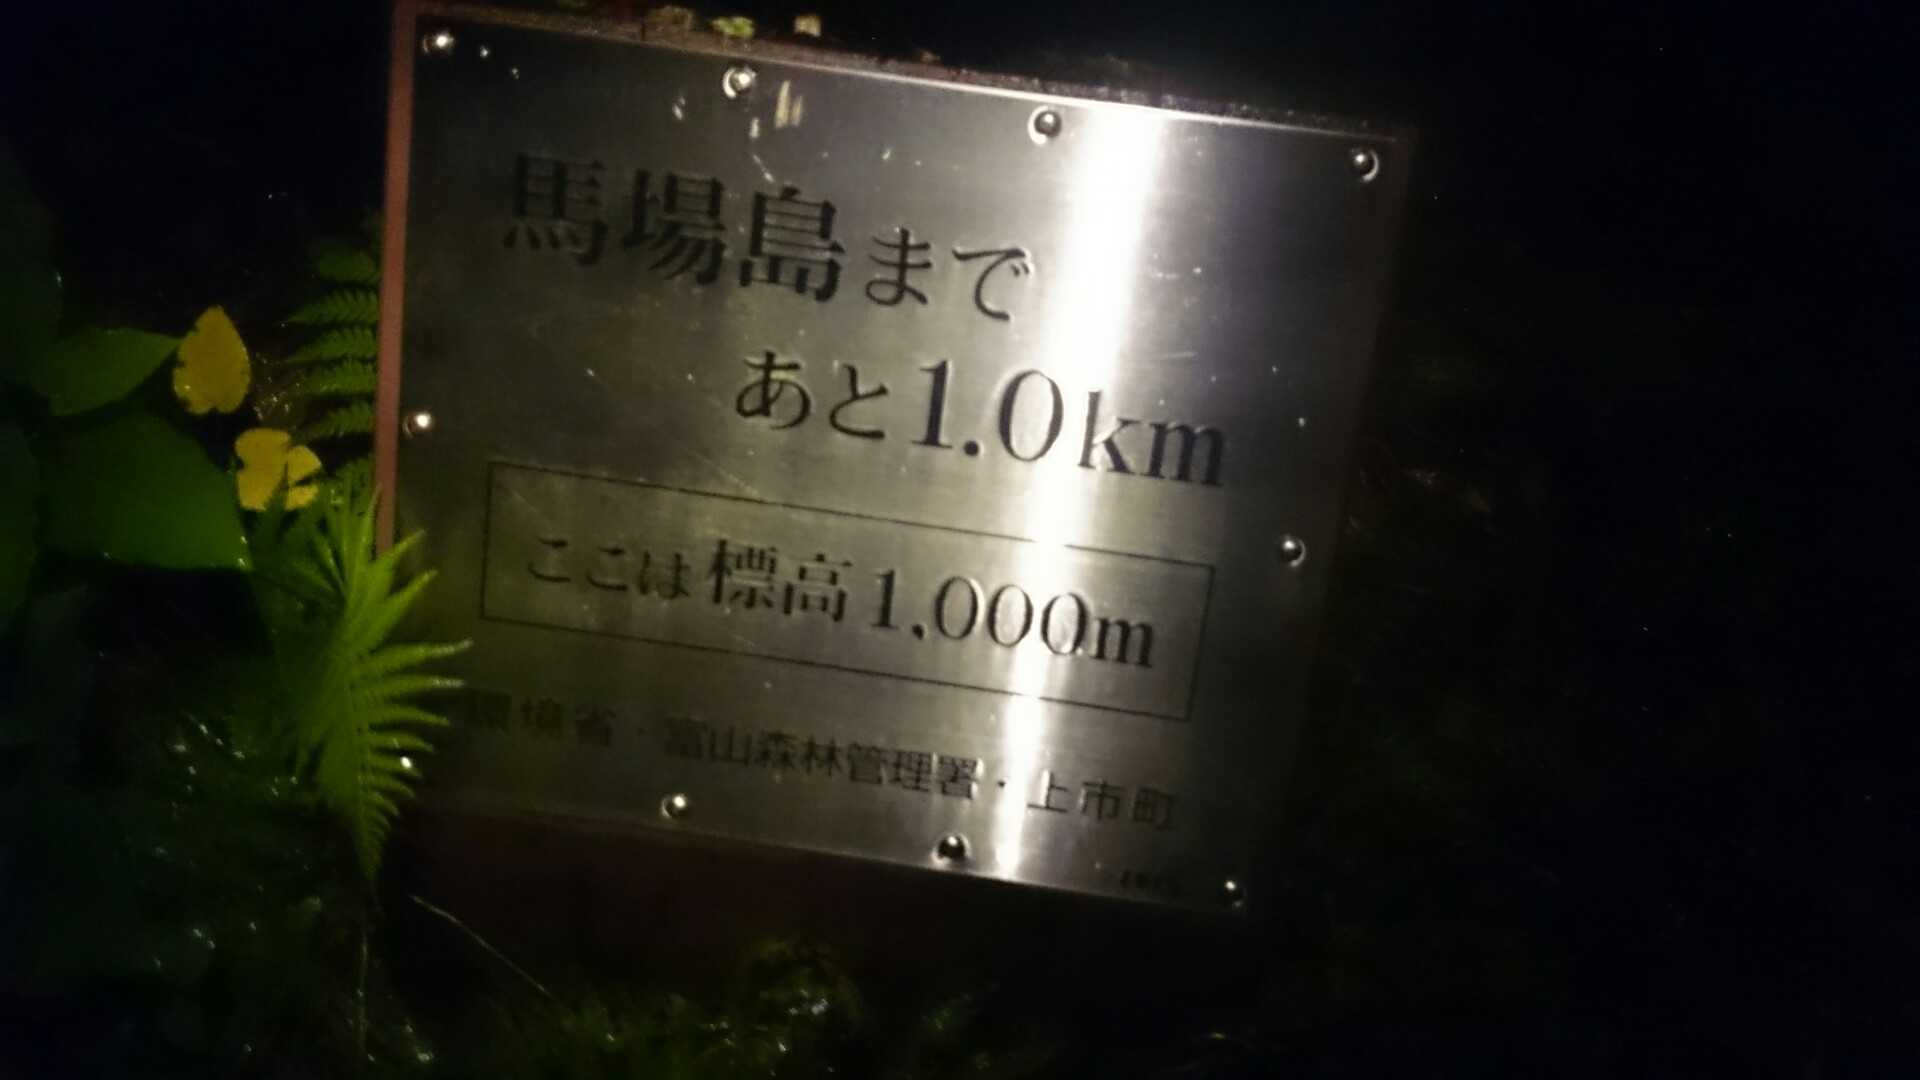 馬場島まで
あと1.0km
ここは標高1,000m
環境省・富山森林管理署・上市町